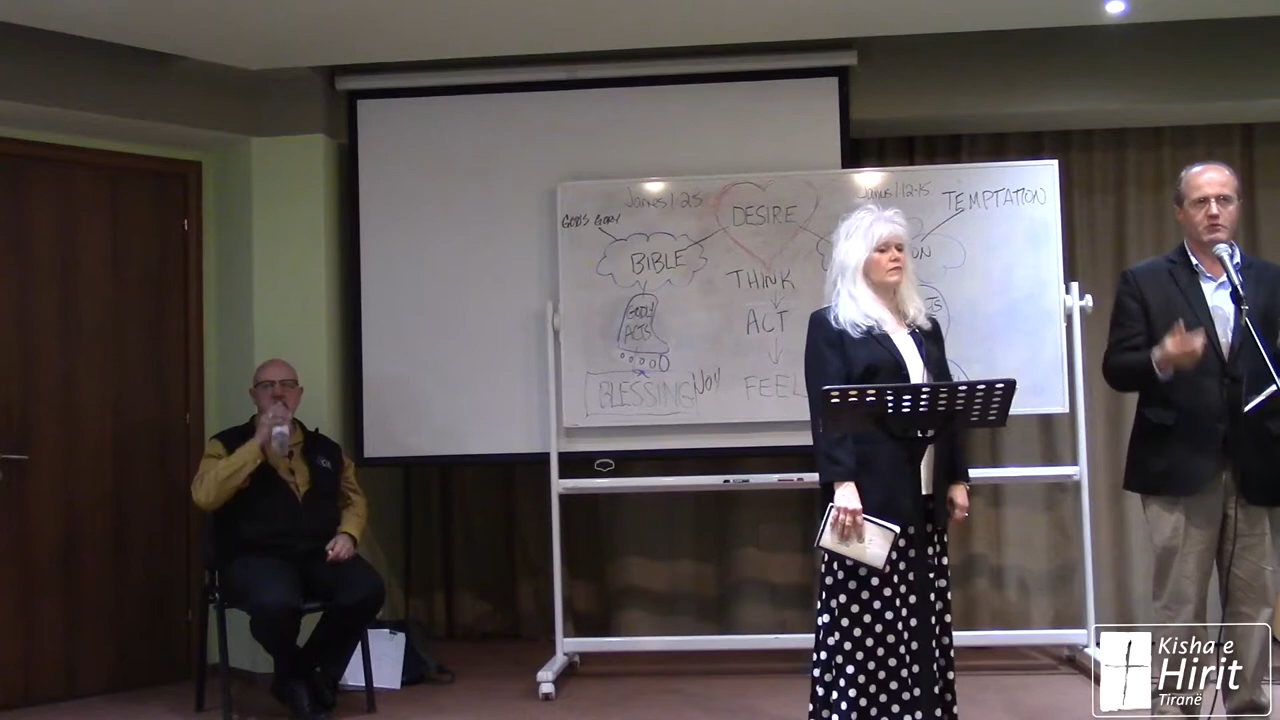 James 1:25
DESIRE
James 1:12-15
TEMPTATION
GOD'S GLORY
BIBLE
ON
THINK
GODLY
ACTS
ACT
BLESSING
FEEL
Kisha e
Hirit
Tiranë